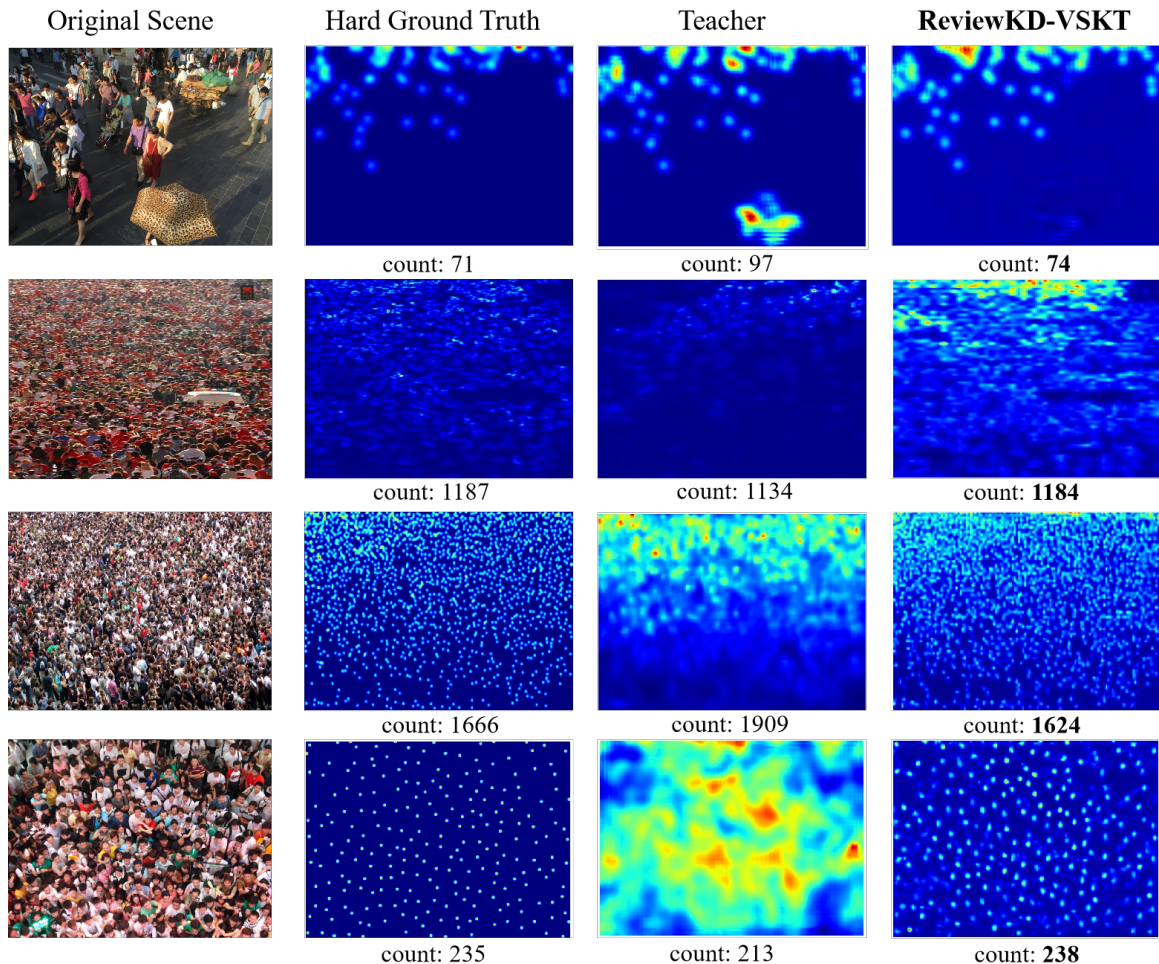 Original Scene Hard Ground Truth Teacher ReviewKD-VSKT
count: 71 count: 97 count: 74
count: 1187 count: 1134 count: 1184
count: 1666 count: 1909 count: 1624
count: 235 count: 213 count: 238